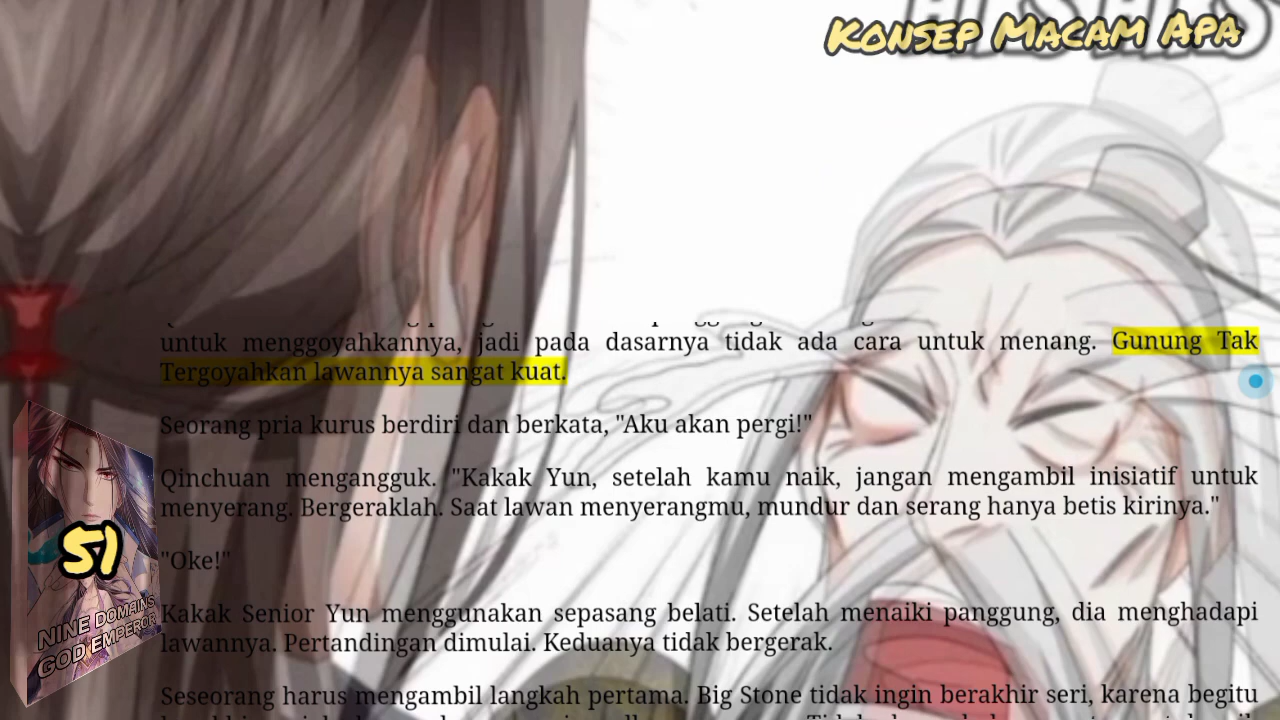 KONSEP MACAM APA
untuk menggoyahkannya, jadi pada dasarnya tidak ada cara untuk menang. Gunung Tak
Tergoyahkan lawannya sangat kuat.
Seorang pria kurus berdiri dan berkata, "Aku akan pergi!"
Qinchuan mengangguk. "Kakak Yun, setelah kamu naik, jangan mengambil inisiatif untuk
menyerang. Bergeraklah. Saat lawan menyerangmu, mundur dan serang hanya betis kirinya."
"Oke!"
Kakak Senior Yun menggunakan sepasang belati. Setelah menaiki panggung, dia menghadapi
lawannya. Pertandingan dimulai. Keduanya tidak bergerak.
Seseorang harus mengambil langkah pertama. Big Stone tidak ingin berakhir seri, karena begitu
51
NINE DOMAINS
GOD EMPEROR